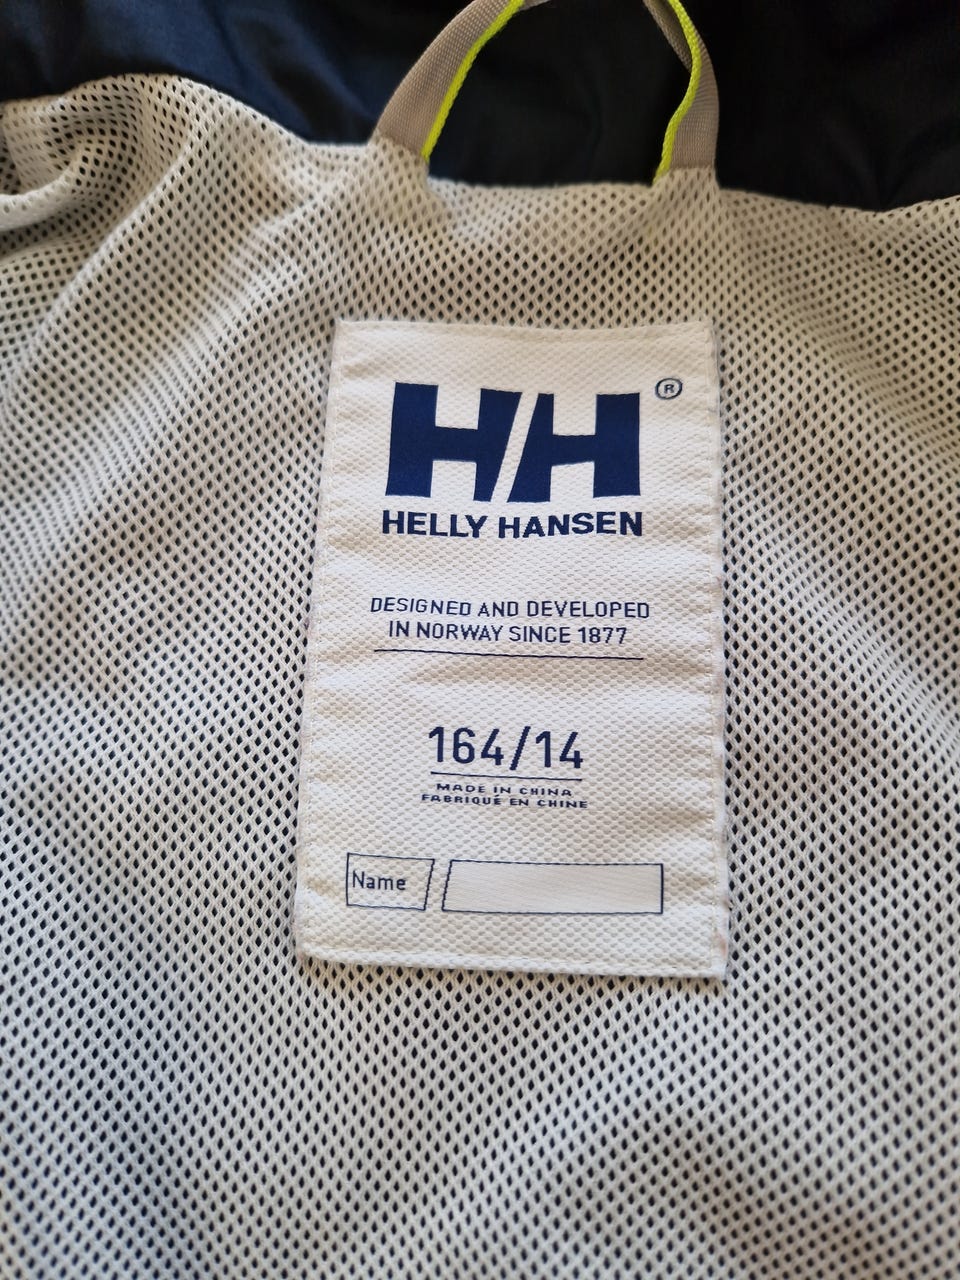 HH®
HELLY HANSEN
DESIGNED AND DEVELOPED
IN NORWAY SINCE 1877
164/14
MADE IN CHINA
FABRIQUÉ EN CHINE
Name